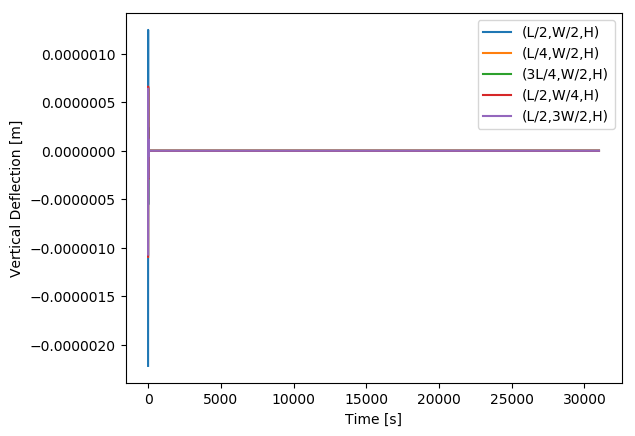 0.0000010
0.0000005
0.0000000
−0.0000005
−0.0000010
−0.0000015
−0.0000020
Vertical Deflection [m]
(L/2,W/2,H)
(L/4,W/2,H)
(3L/4,W/2,H)
(L/2,W/4,H)
(L/2,3W/2,H)
0 5000 10000 15000 20000 25000 30000
Time [s]